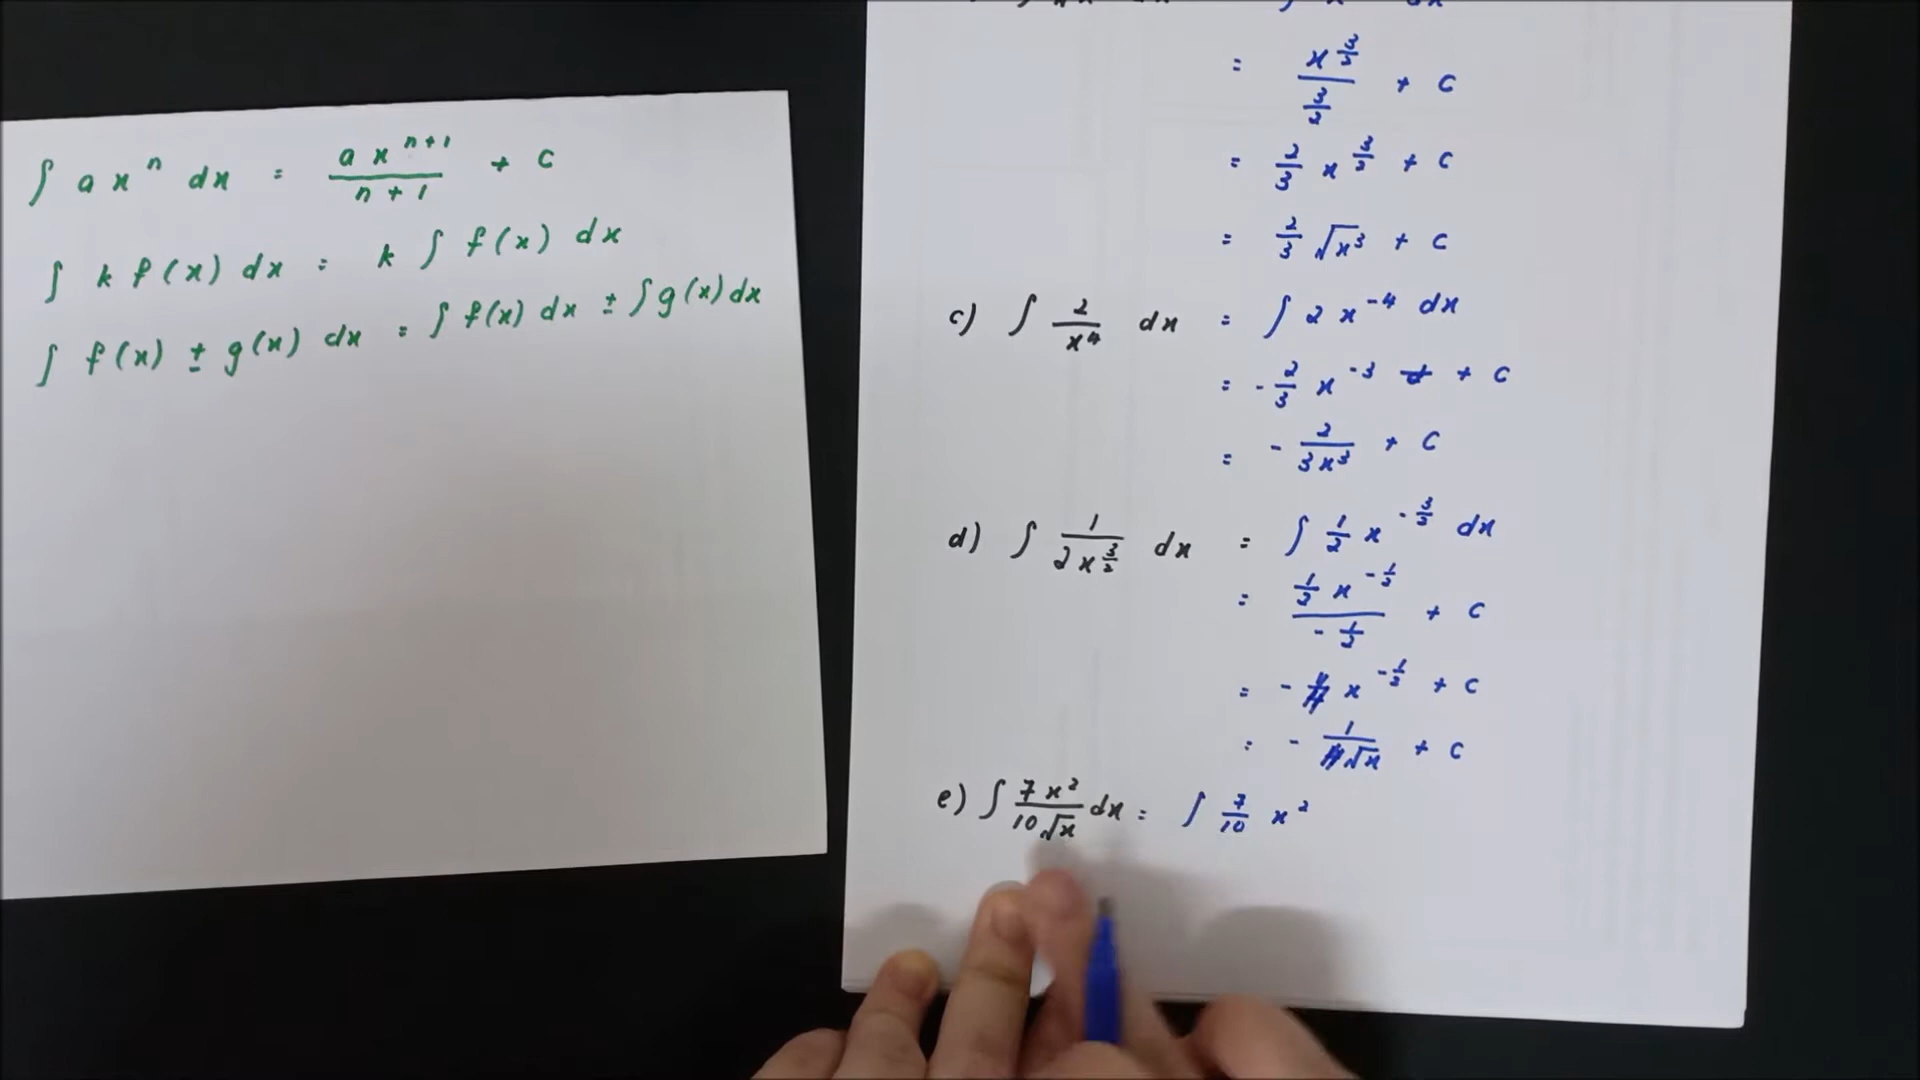 ∫ a x^n dx = (a x^(n+1))/(n + 1) + c
∫ k f(x) dx = k ∫ f(x) dx
∫ f(x) ± g(x) dx = ∫ f(x) dx ± ∫ g(x) dx
= x^(3/2)/(3/2) + c
= 2/3 x^(3/2) + c
= 2/3 √x³ + c
c) ∫ 2/x⁴ dx = ∫ 2 x^(-4) dx
= -2/3 x^(-3) + c
= - 2/(3x³) + c
d) ∫ 1/(2x^(3/2)) dx = ∫ 1/2 x^(-3/2) dx
= (1/2 x^(-1/2))/(-1/2) + c
= - x^(-1/2) + c
= - 1/√x + c
e) ∫ 7x²/(10√x) dx = ∫ 7/10 x²